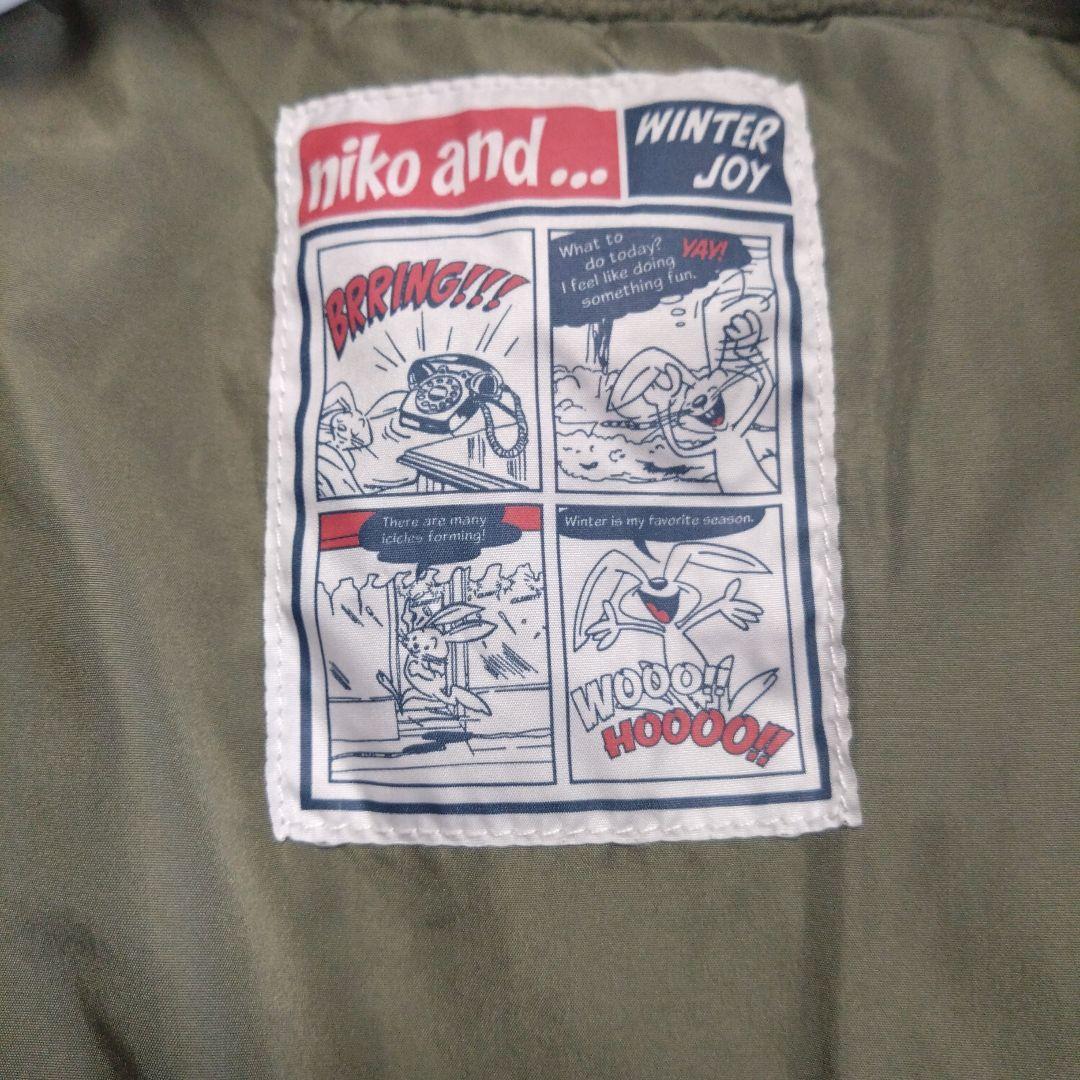 niko and...
WINTER
JOY
BRRING!!!
What to
do today?
I feel like doing
something fun.
YAY!
There are many
icicles forming!
Winter is my favorite season.
WOOO!!
HOOOO!!